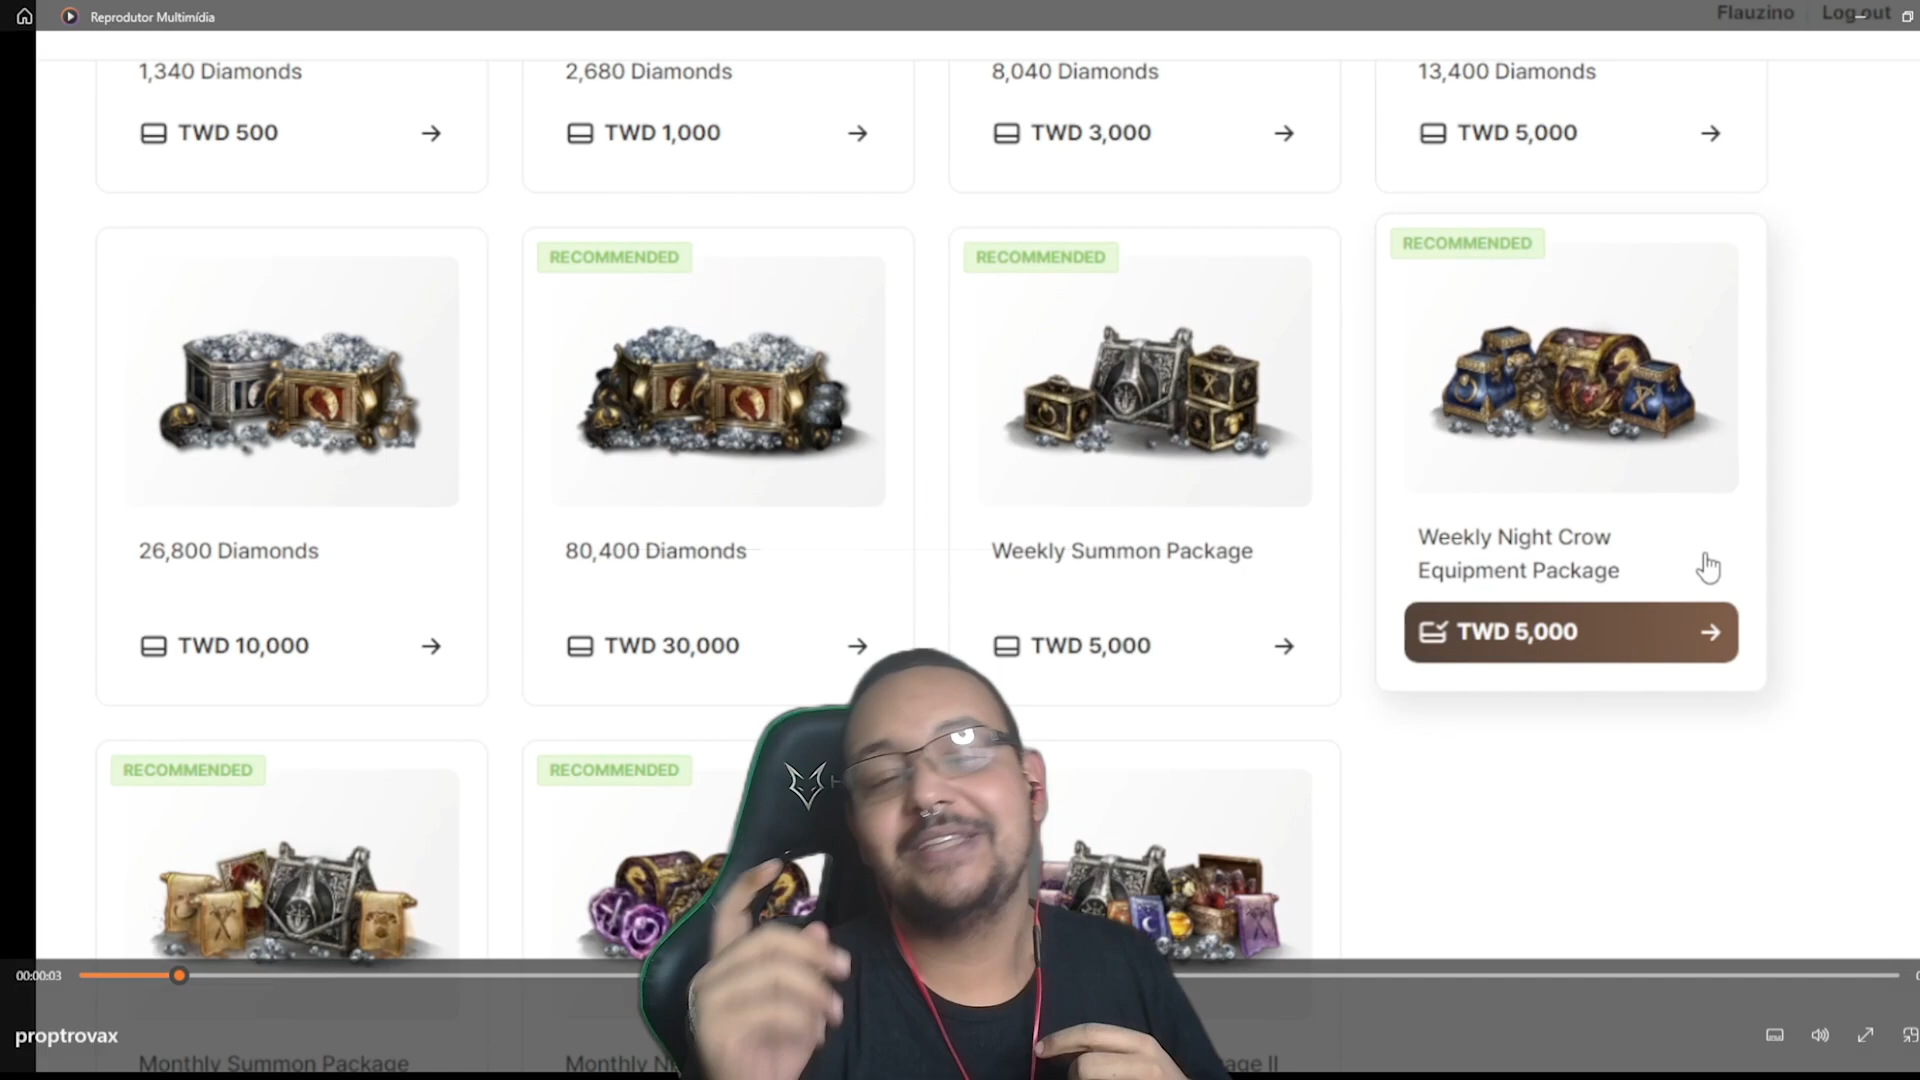 Reprodutor Multimídia
Flauzino Log out
1,340 Diamonds
2,680 Diamonds
8,040 Diamonds
13,400 Diamonds
TWD 500
TWD 1,000
TWD 3,000
TWD 5,000
RECOMMENDED
RECOMMENDED
RECOMMENDED
26,800 Diamonds
80,400 Diamonds
Weekly Summon Package
Weekly Night Crow
Equipment Package
TWD 10,000
TWD 30,000
TWD 5,000
TWD 5,000
RECOMMENDED
RECOMMENDED
00:00:03
proptrovax
Monthly Summon Package
Monthly
II